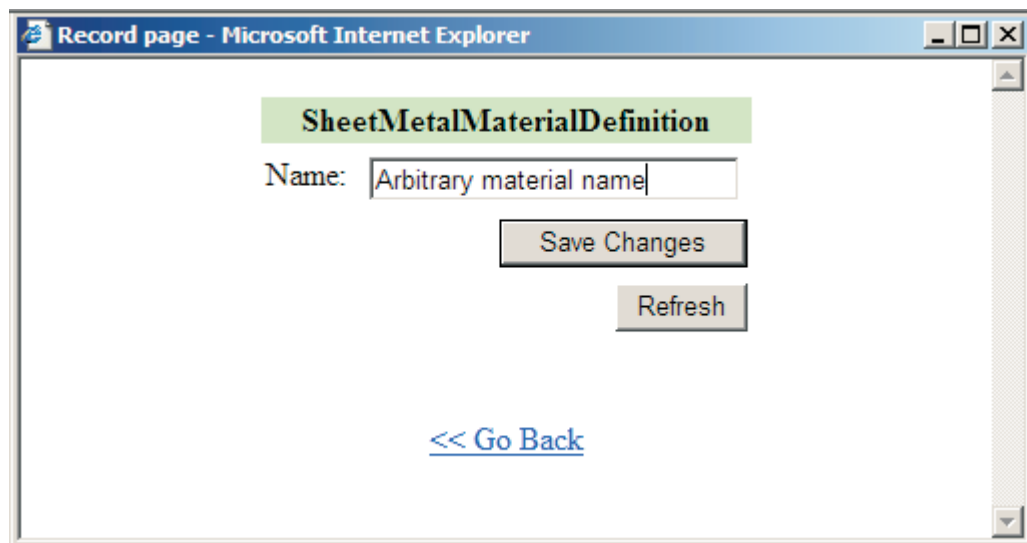 Record page - Microsoft Internet Explorer
SheetMetalMaterialDefinition
Name: Arbitrary material name
Save Changes
Refresh
<< Go Back